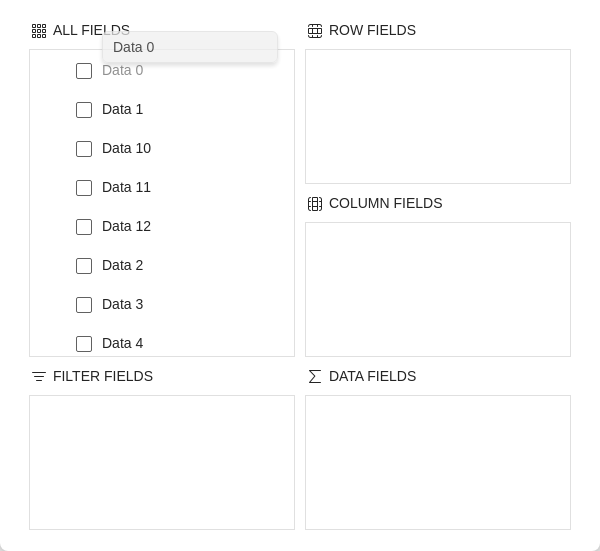 ALL FIELDS
Data 0
Data 0
Data 1
Data 10
Data 11
Data 12
Data 2
Data 3
Data 4
ROW FIELDS
COLUMN FIELDS
FILTER FIELDS
DATA FIELDS